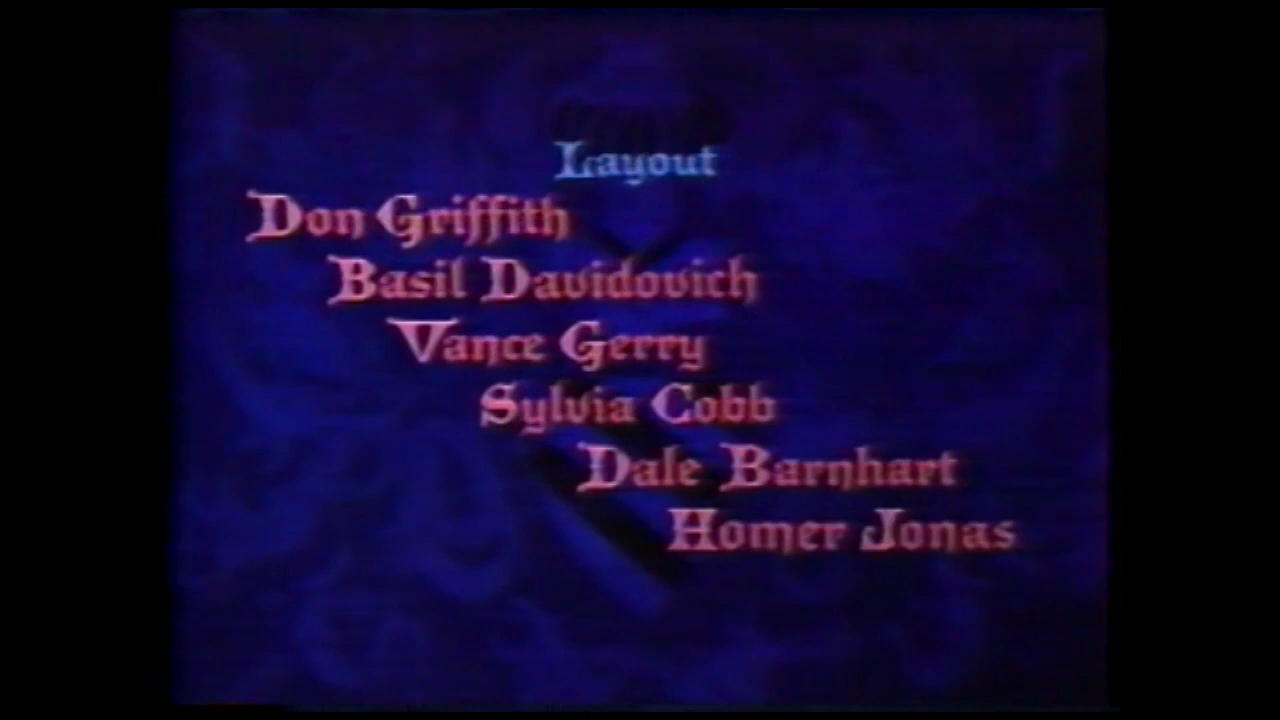 Layout
Don Griffith
Basil Davidovich
Vance Gerry
Sylvia Cobb
Dale Barnhart
Homer Jonas